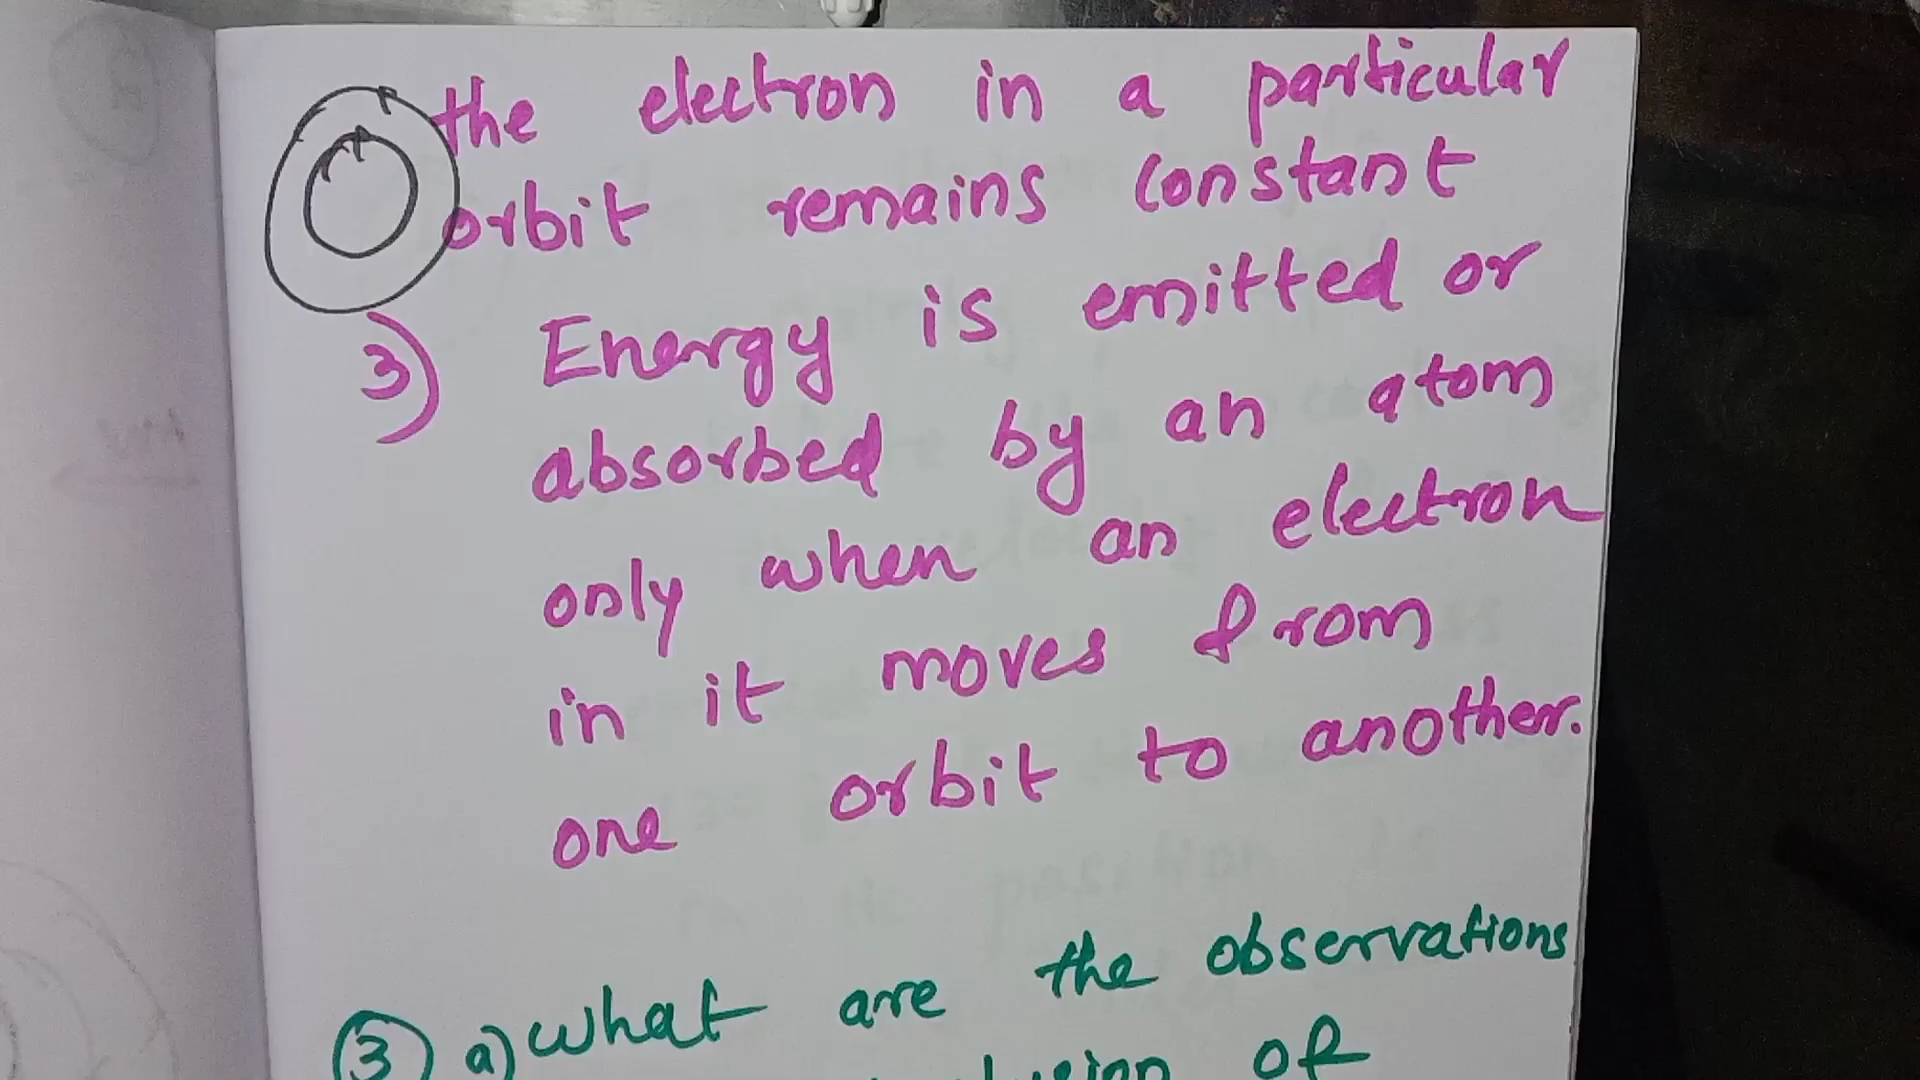 the electron in a particular
orbit remains constant
3) Energy is emitted or
absorbed by an atom
only when an electron
in it moves from
one orbit to another.
3 a) What are the observations
of